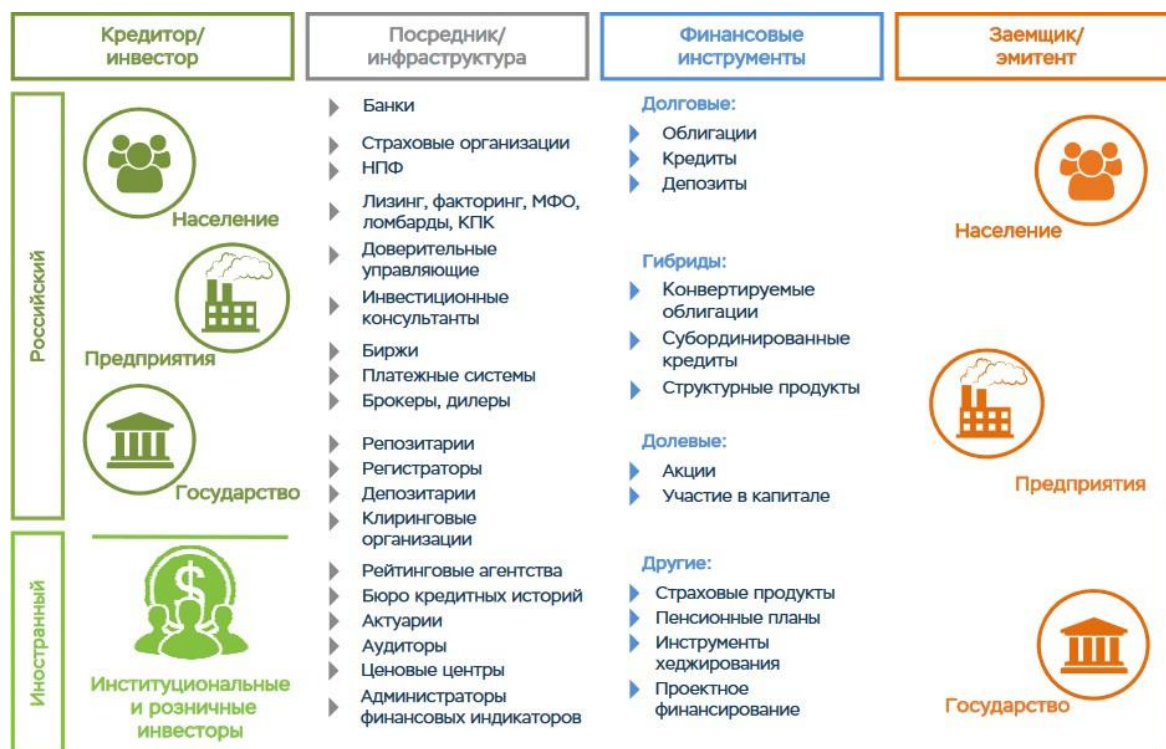 Кредитор/
инвестор
Посредник/
инфраструктура
Финансовые
инструменты
Заемщик/
эмитент
Российский
Население
Предприятия
Государство
Иностранный
Институциональные
и розничные
инвесторы
Банки
Страховые организации
НПФ
Лизинг, факторинг, МФО,
ломбарды, КПК
Доверительные
управляющие
Инвестиционные
консультанты
Биржи
Платежные системы
Брокеры, дилеры
Репозитарии
Регистраторы
Депозитарии
Клиринговые
организации
Рейтинговые агентства
Бюро кредитных историй
Актуарии
Аудиторы
Ценовые центры
Администраторы
финансовых индикаторов
Долговые:
Облигации
Кредиты
Депозиты
Гибриды:
Конвертируемые
облигации
Субординированные
кредиты
Структурные продукты
Долевые:
Акции
Участие в капитале
Другие:
Страховые продукты
Пенсионные планы
Инструменты
хеджирования
Проектное
финансирование
Население
Предприятия
Государство